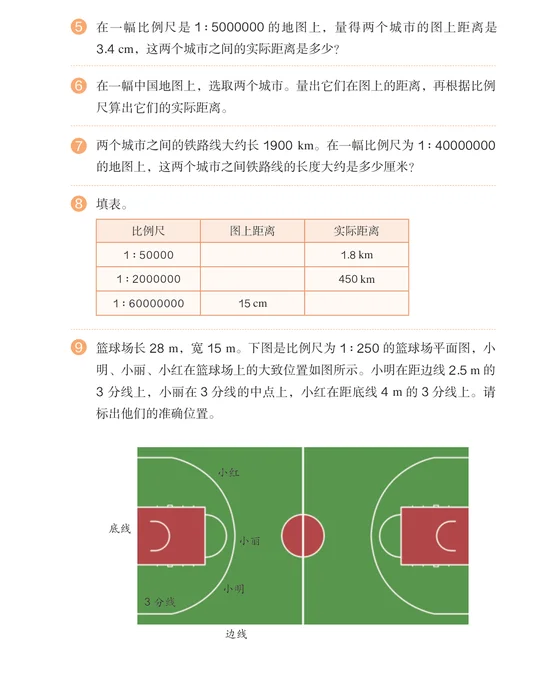 5 在一幅比例尺是 1∶5000000 的地图上，量得两个城市的图上距离是
3.4 cm，这两个城市之间的实际距离是多少？
6 在一幅中国地图上，选取两个城市。量出它们在图上的距离，再根据比例
尺算出它们的实际距离。
7 两个城市之间的铁路线大约长 1900 km。在一幅比例尺为 1∶40000000
的地图上，这两个城市之间铁路线的长度大约是多少厘米？
8 填表。
比例尺 图上距离 实际距离
1∶50000 1.8 km
1∶2000000 450 km
1∶60000000 15 cm
9 篮球场长 28 m，宽 15 m。下图是比例尺为 1∶250 的篮球场平面图，小
明、小丽、小红在篮球场上的大致位置如图所示。小明在距边线 2.5 m 的
3 分线上，小丽在 3 分线的中点上，小红在距底线 4 m 的 3 分线上。请
标出他们的准确位置。
小红
底线
小丽
小明
3 分线
边线